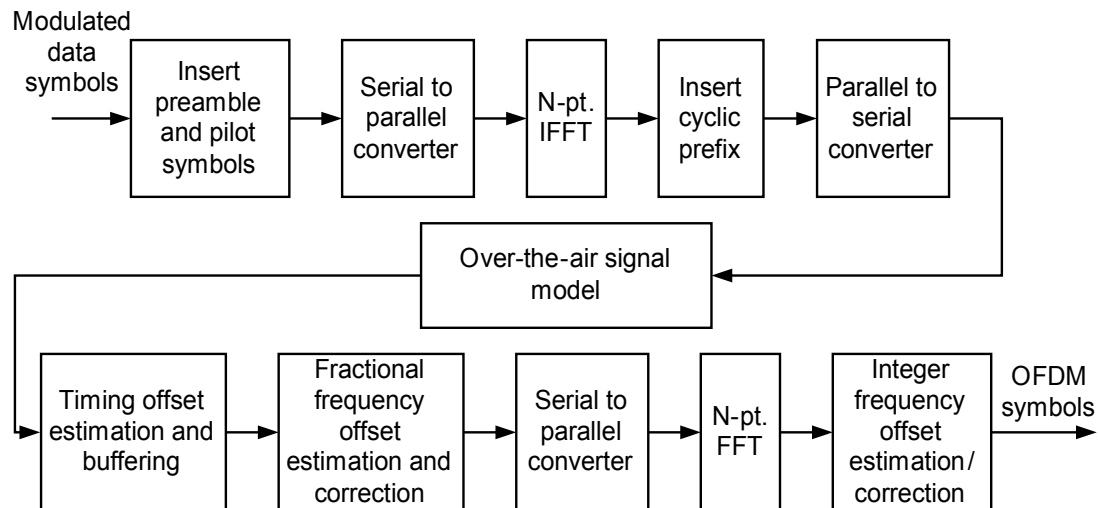 Modulated
data
symbols
Insert
preamble
and pilot
symbols
Serial to
parallel
converter
N-pt.
IFFT
Insert
cyclic
prefix
Parallel to
serial
converter
Over-the-air signal
model
Timing offset
estimation and
buffering
Fractional
frequency
offset
estimation and
correction
Serial to
parallel
converter
N-pt.
FFT
Integer
frequency
offset
estimation/
correction
OFDM
symbols